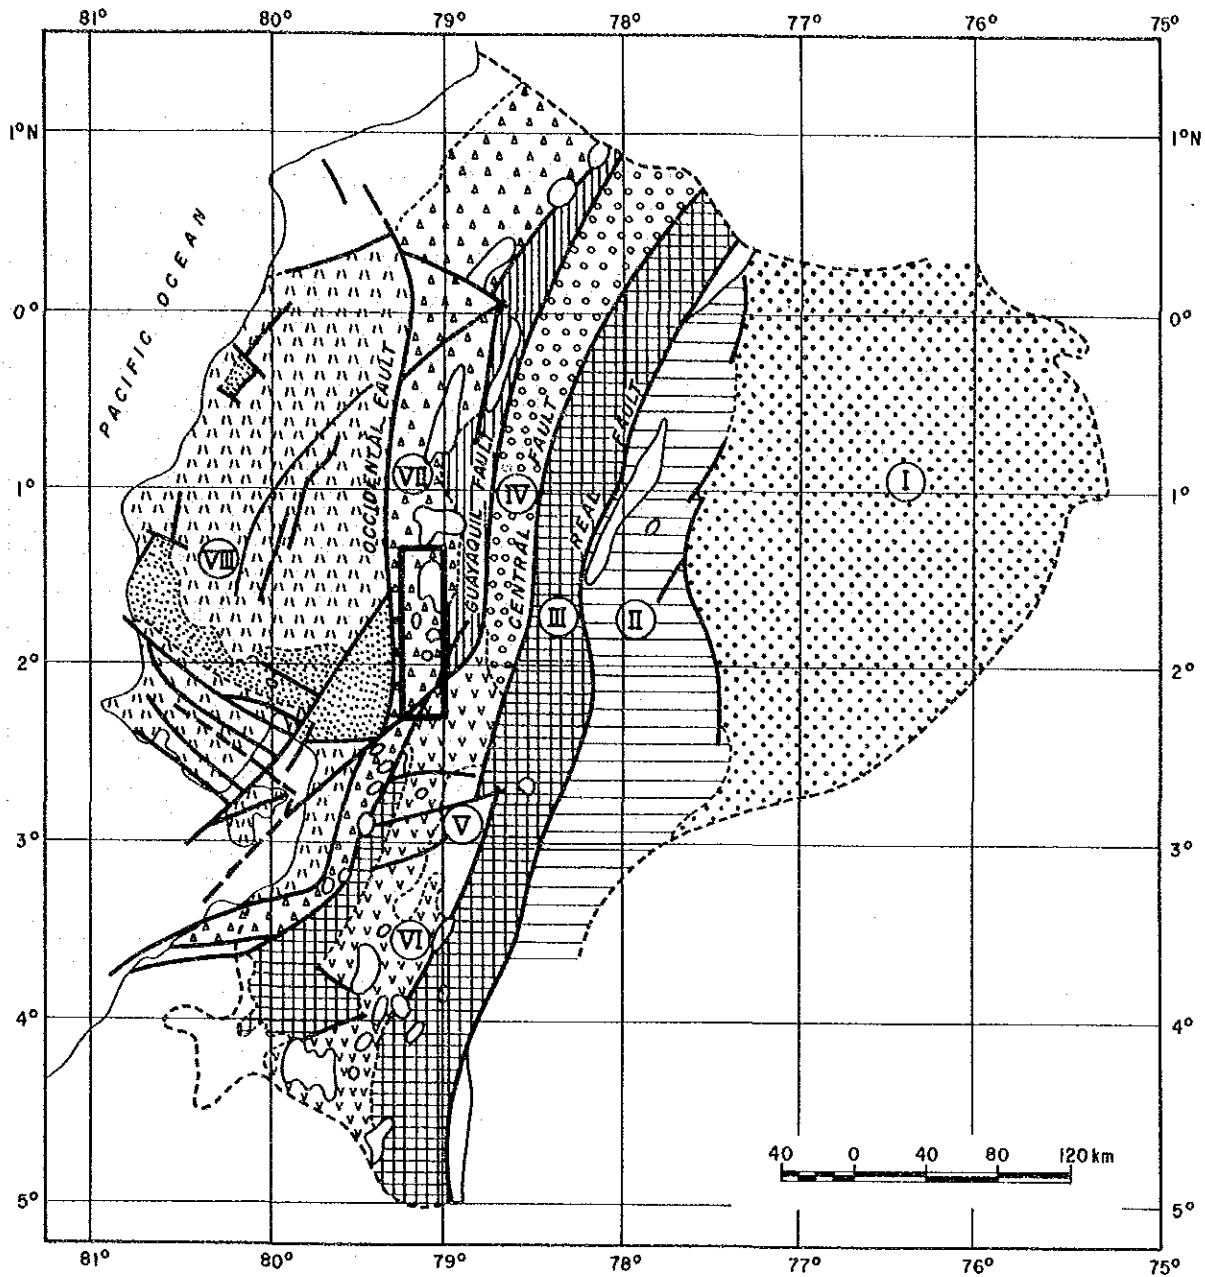 81° 80° 79° 78° 77° 76° 75°
1°N 1°N
PACIFIC OCEAN
0° 0°
OCCIDENTAL FAULT
GUAYAQUIL FAULT
CENTRAL FAULT
REAL FAULT
VII
IV
I
1° 1°
VIII
III
II
2° 2°
V
3° 3°
VI
4° 4°
40 0 40 80 120 km
5° 5°
81° 80° 79° 78° 77° 76° 75°